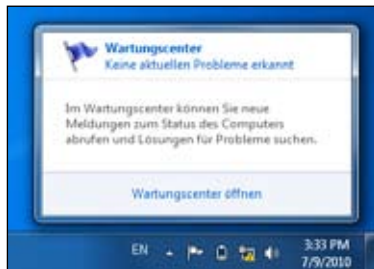 Wartungscenter
Keine aktuellen Probleme erkannt
Im Wartungscenter können Sie neue
Meldungen zum Status des Computers
abrufen und Lösungen für Probleme suchen.
Wartungscenter öffnen
EN
3:33 PM
7/9/2010